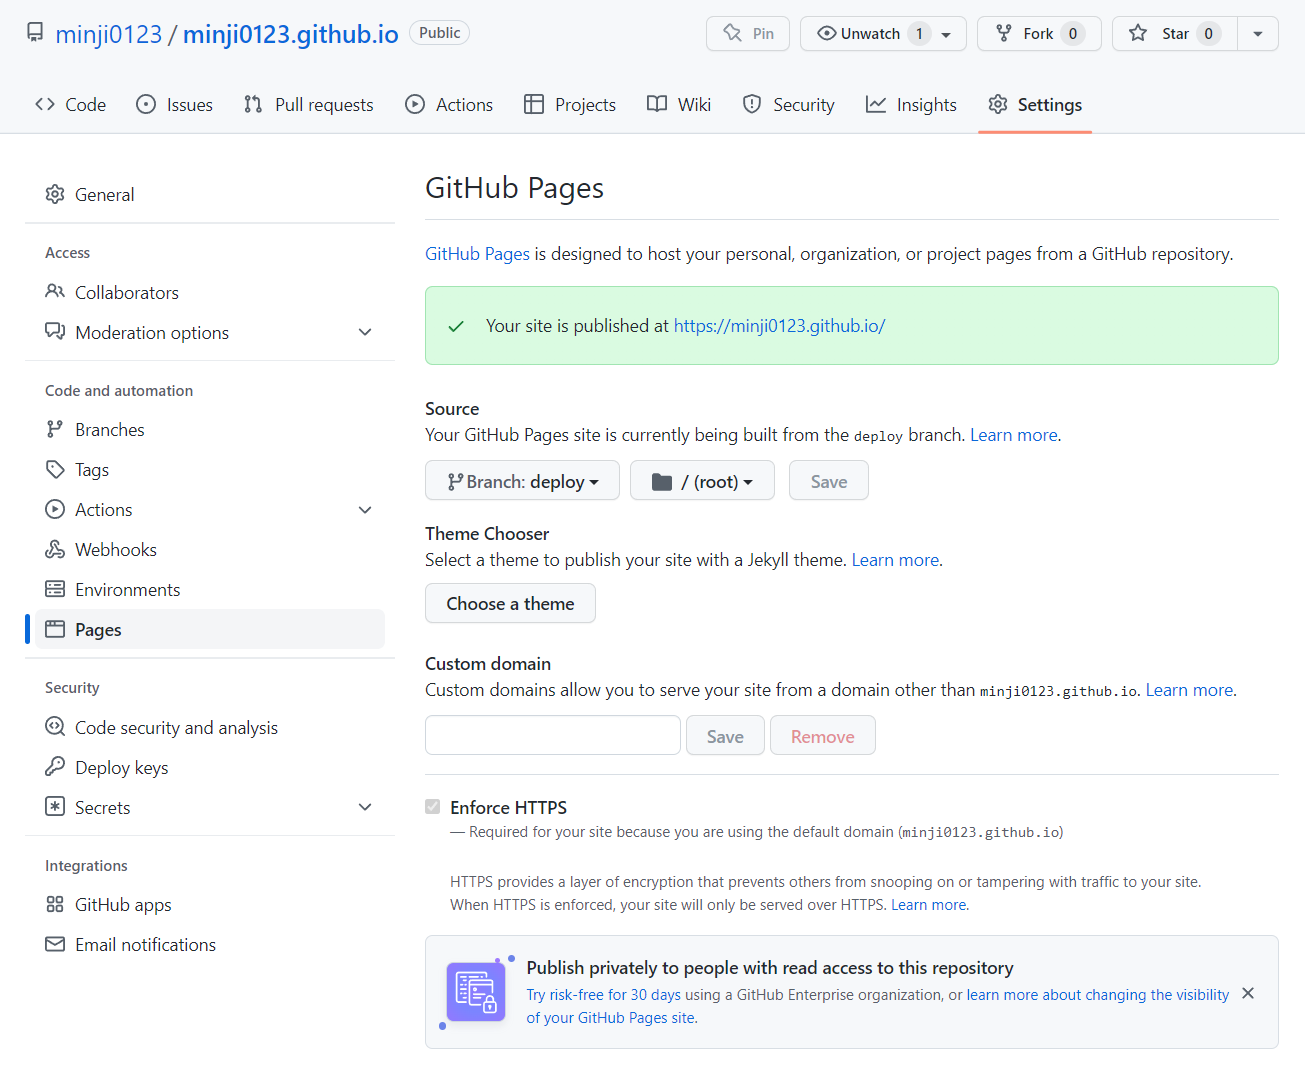 minji0123 / minji0123.github.io Public
Pin Unwatch 1 Fork 0 Star 0
Code Issues Pull requests Actions Projects Wiki Security Insights Settings
General
Access
Collaborators
Moderation options
Code and automation
Branches
Tags
Actions
Webhooks
Environments
Pages
Security
Code security and analysis
Deploy keys
Secrets
Integrations
GitHub apps
Email notifications
GitHub Pages
GitHub Pages is designed to host your personal, organization, or project pages from a GitHub repository.
Your site is published at https://minji0123.github.io/
Source
Your GitHub Pages site is currently being built from the deploy branch. Learn more.
Branch: deploy / (root) Save
Theme Chooser
Select a theme to publish your site with a Jekyll theme. Learn more.
Choose a theme
Custom domain
Custom domains allow you to serve your site from a domain other than minji0123.github.io. Learn more.
Save Remove
Enforce HTTPS
— Required for your site because you are using the default domain (minji0123.github.io)
HTTPS provides a layer of encryption that prevents others from snooping on or tampering with traffic to your site.
When HTTPS is enforced, your site will only be served over HTTPS. Learn more.
Publish privately to people with read access to this repository
Try risk-free for 30 days using a GitHub Enterprise organization, or learn more about changing the visibility
of your GitHub Pages site.